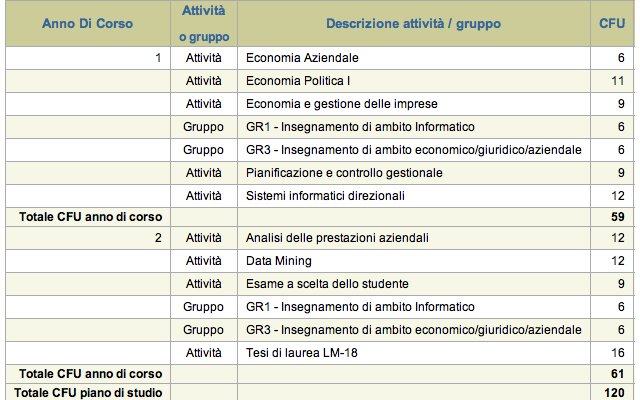 Anno Di Corso Attività o gruppo Descrizione attività / gruppo CFU
1 Attività Economia Aziendale 6
Attività Economia Politica I 11
Attività Economia e gestione delle imprese 9
Gruppo GR1 - Insegnamento di ambito Informatico 6
Gruppo GR3 - Insegnamento di ambito economico/giuridico/aziendale 6
Attività Pianificazione e controllo gestionale 9
Attività Sistemi informatici direzionali 12
Totale CFU anno di corso 59
2 Attività Analisi delle prestazioni aziendali 12
Attività Data Mining 12
Attività Esame a scelta dello studente 9
Gruppo GR1 - Insegnamento di ambito Informatico 6
Gruppo GR3 - Insegnamento di ambito economico/giuridico/aziendale 6
Attività Tesi di laurea LM-18 16
Totale CFU anno di corso 61
Totale CFU piano di studio 120